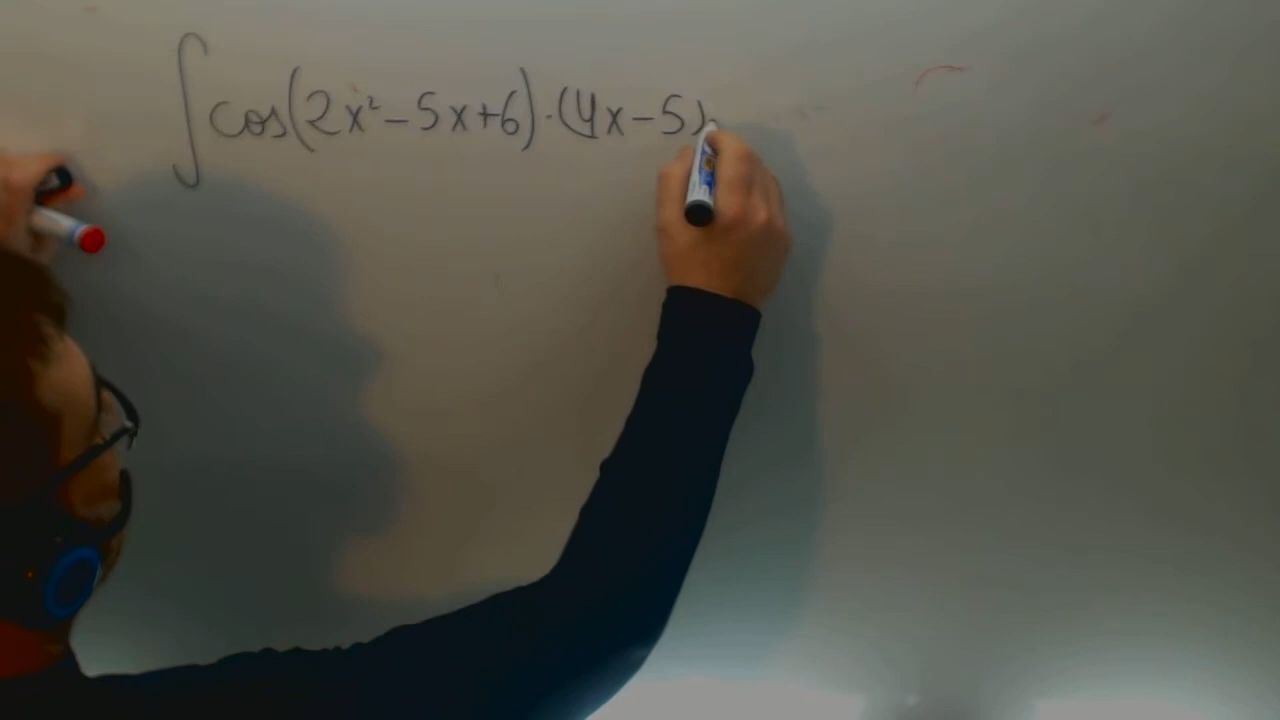 ∫ cos(2x² - 5x + 6) · (4x - 5)